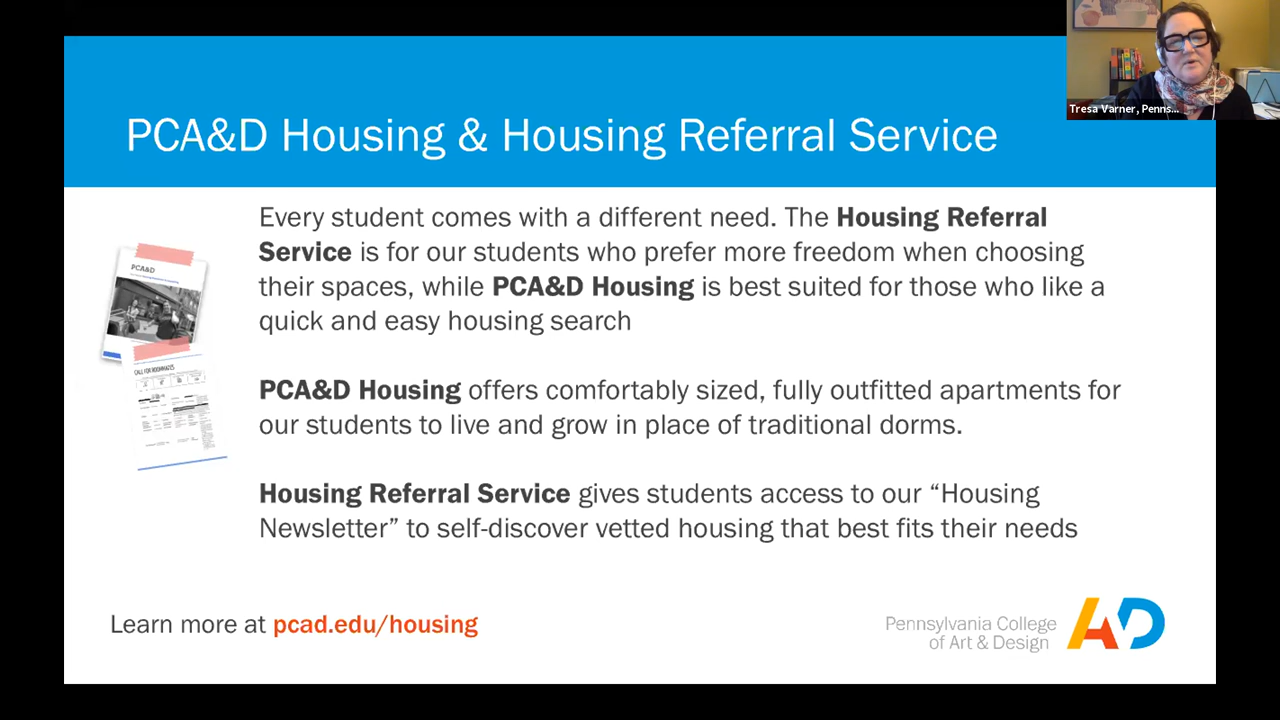 Tresa Varner, Penns...
PCA&D Housing & Housing Referral Service
Every student comes with a different need. The Housing Referral
Service is for our students who prefer more freedom when choosing
their spaces, while PCA&D Housing is best suited for those who like a
quick and easy housing search
PCA&D
CALL FOR ROOMMATES
PCA&D Housing offers comfortably sized, fully outfitted apartments for
our students to live and grow in place of traditional dorms.
Housing Referral Service gives students access to our “Housing
Newsletter” to self-discover vetted housing that best fits their needs
Learn more at pcad.edu/housing
Pennsylvania College
of Art & Design
AD